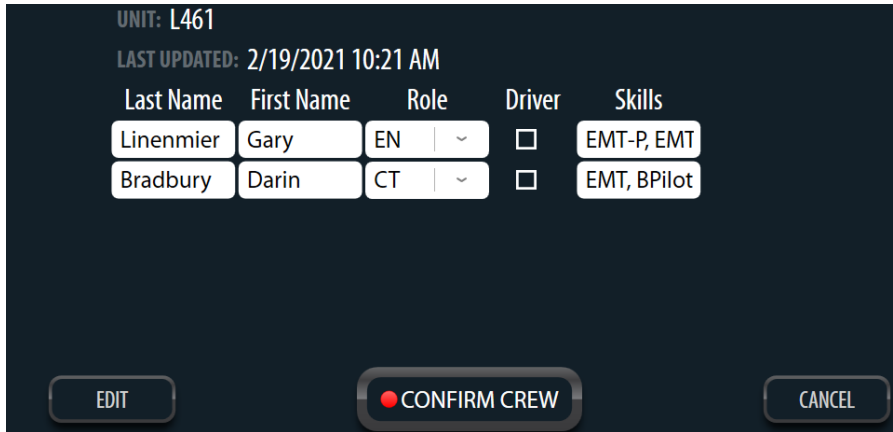 UNIT: L461
LAST UPDATED: 2/19/2021 10:21 AM
Last Name First Name Role Driver Skills
Linenmier Gary EN EMT-P, EMT
Bradbury Darin CT EMT, BPilot
EDIT CONFIRM CREW CANCEL